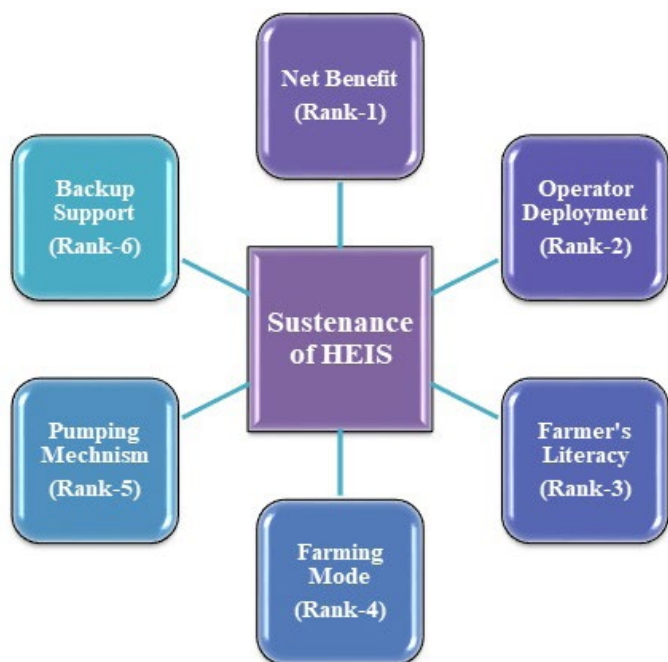 Net Benefit
(Rank-1)
Operator
Deployment
(Rank-2)
Farmer's
Literacy
(Rank-3)
Farming
Mode
(Rank-4)
Pumping
Mechnism
(Rank-5)
Backup
Support
(Rank-6)
Sustenance
of HEIS